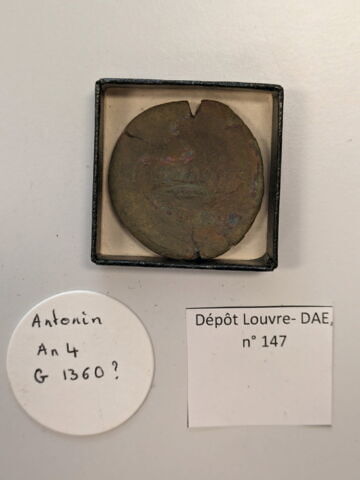 Antonin
An 4
G 1360?
Dépôt Louvre- DAE,
n° 147